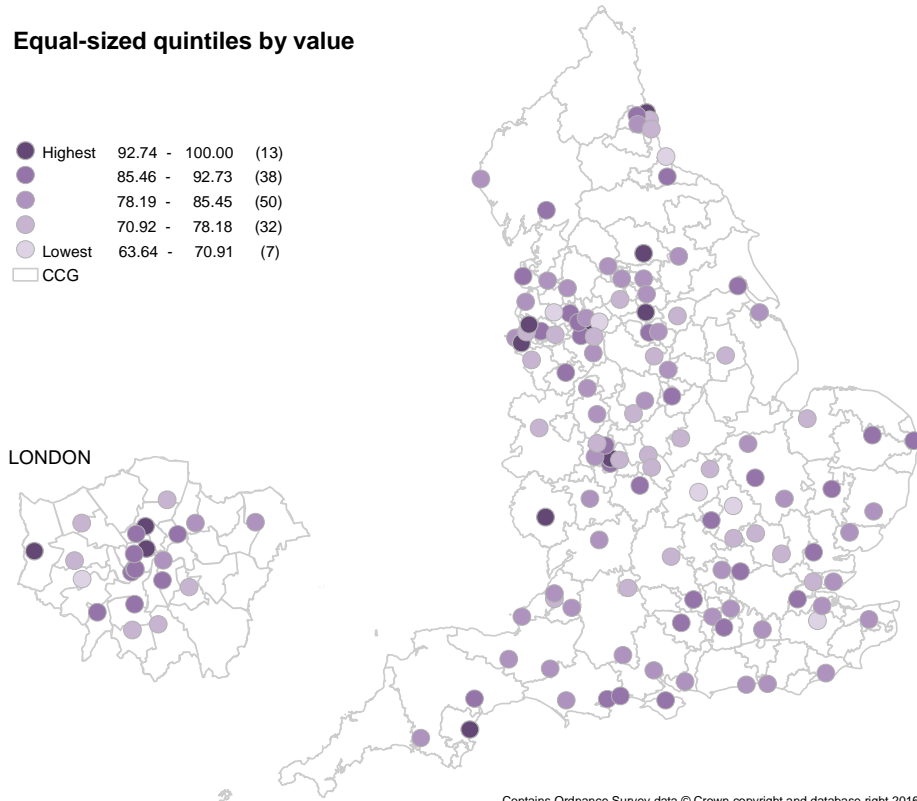 Equal-sized quintiles by value
Highest 92.74 - 100.00 (13)
85.46 - 92.73 (38)
78.19 - 85.45 (50)
70.92 - 78.18 (32)
Lowest 63.64 - 70.91 (7)
CCG
LONDON
Contains Ordnance Survey data © Crown copyright and database right 2016